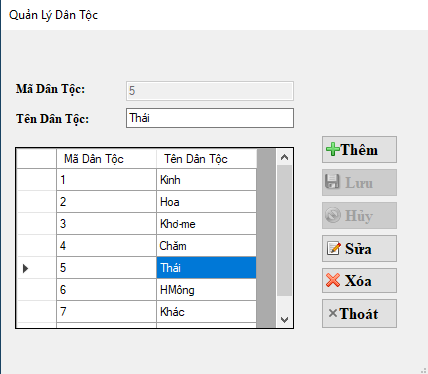 Quản Lý Dân Tộc
Mã Dân Tộc: 5
Tên Dân Tộc: Thái
Mã Dân Tộc Tên Dân Tộc
1 Kinh
2 Hoa
3 Khơ-me
4 Chăm
5 Thái
6 HMông
7 Khác
Thêm
Lưu
Hủy
Sửa
Xóa
Thoát